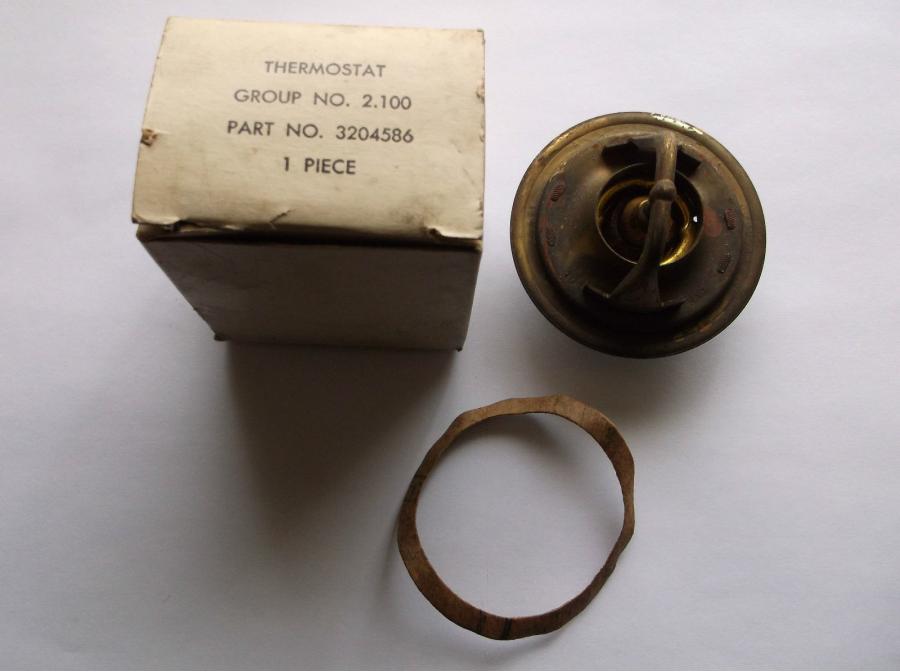 THERMOSTAT
GROUP NO. 2.100
PART NO. 3204586
1 PIECE